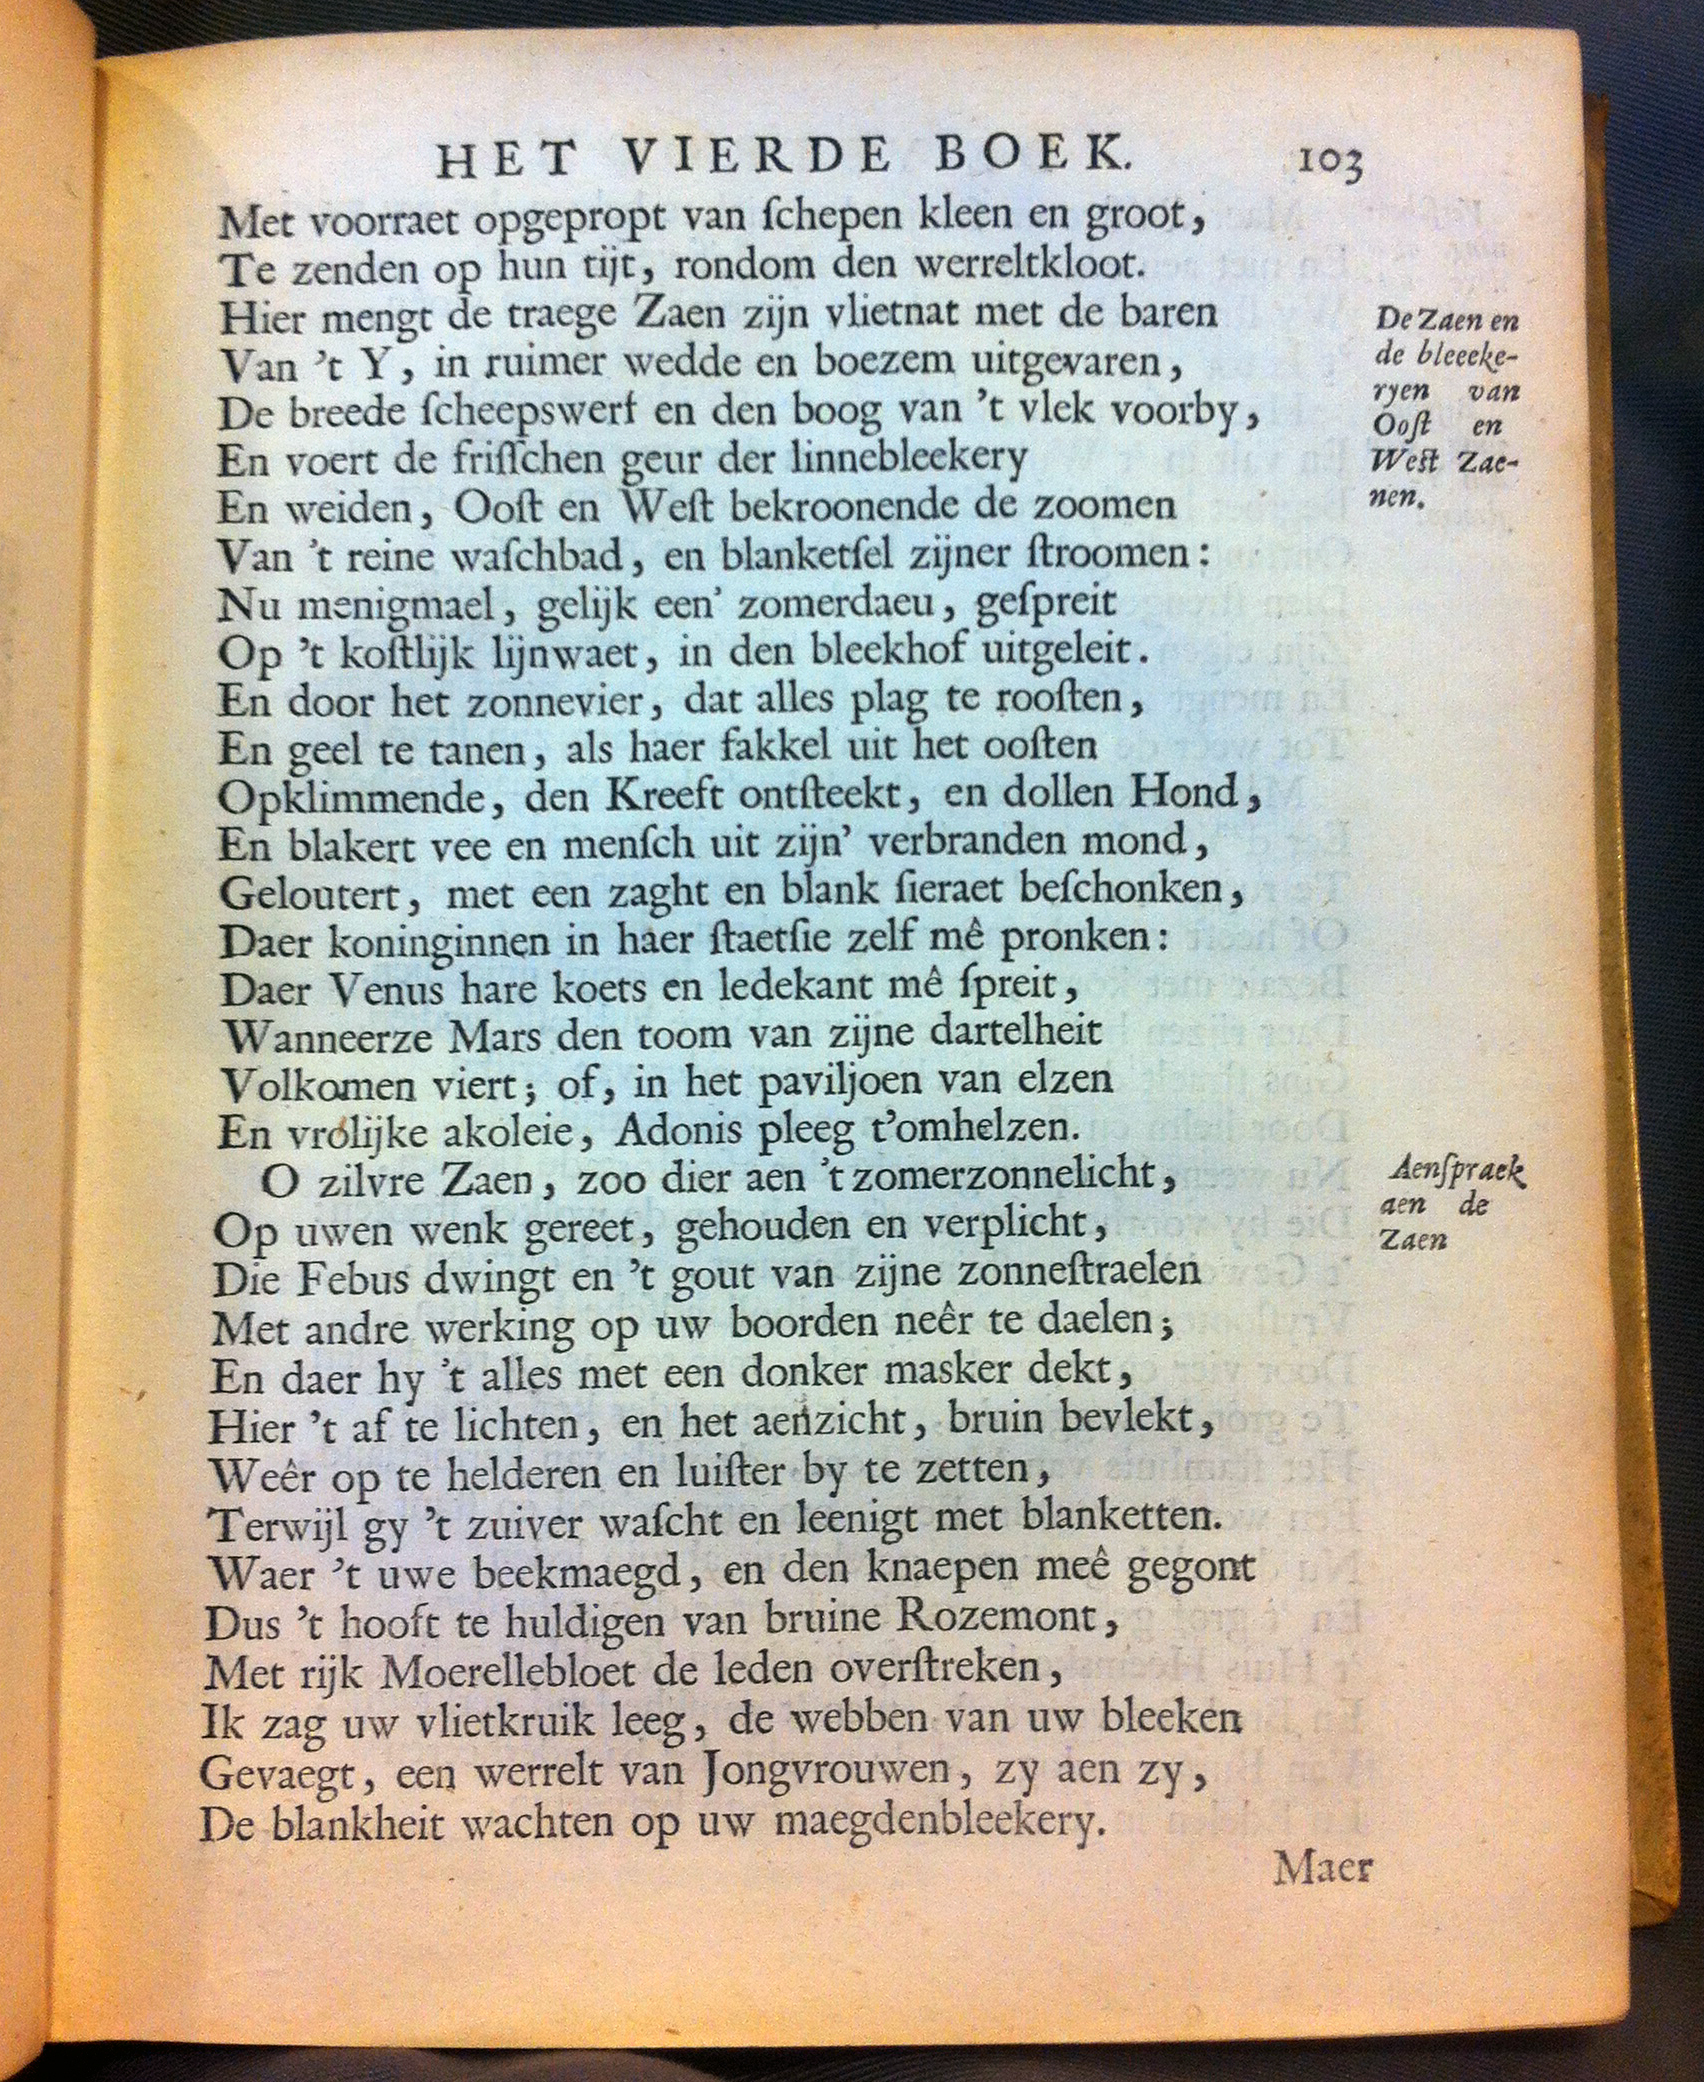 HET VIERDE BOEK. 103
Met voorraet opgepropt van ſchepen kleen en groot,
Te zenden op hun tijt, rondom den werreltkloot.
Hier mengt de traege Zaen zijn vlietnat met de baren
Van 't Y, in ruimer wedde en boezem uitgevaren,
De breede ſcheepswerf en den boog van 't vlek voorby,
En voert de friſſchen geur der linnebleekery
En weiden, Ooſt en Weſt bekroonende de zoomen
Van 't reine waſchbad, en blanketſel zijner ſtroomen:
Nu menigmael, gelijk een' zomerdaeu, geſpreit
Op 't koſtlijk lijnwaet, in den bleekhof uitgeleit.
En door het zonnevier, dat alles plag te rooſten,
En geel te tanen, als haer fakkel uit het ooſten
Opklimmende, den Kreeft ontſteekt, en dollen Hond,
En blakert vee en menſch uit zijn' verbranden mond,
Geloutert, met een zaght en blank ſieraet beſchonken,
Daer koninginnen in haer ſtaetſie zelf mê pronken:
Daer Venus hare koets en ledekant mê ſpreit,
Wanneerze Mars den toom van zijne dartelheit
Volkomen viert; of, in het paviljoen van elzen
En vrólijke akoleie, Adonis pleeg t'omhelzen.
O zilvre Zaen, zoo dier aen 't zomerzonnelicht,
Op uwen wenk gereet, gehouden en verplicht,
Die Febus dwingt en 't gout van zijne zonneſtraelen
Met andre werking op uw boorden neêr te daelen;
En daer hy 't alles met een donker masker dekt,
Hier 't af te lichten, en het aenzicht, bruin bevlekt,
Weêr op te helderen en luiſter by te zetten,
Terwijl gy 't zuiver waſcht en leenigt met blanketten.
Waer 't uwe beekmaegd, en den knaepen meê gegont
Dus 't hooft te huldigen van bruine Rozemont,
Met rijk Moerellebloet de leden overſtreken,
Ik zag uw vlietkruik leeg, de webben van uw bleeken
Gevaegt, een werrelt van Jongvrouwen, zy aen zy,
De blankheit wachten op uw maegdenbleekery.
Maer
De Zaen en
de bleeeke-
ryen van
Ooſt en
Weſt Zae-
nen.
Aenſpraek
aen de
Zaen